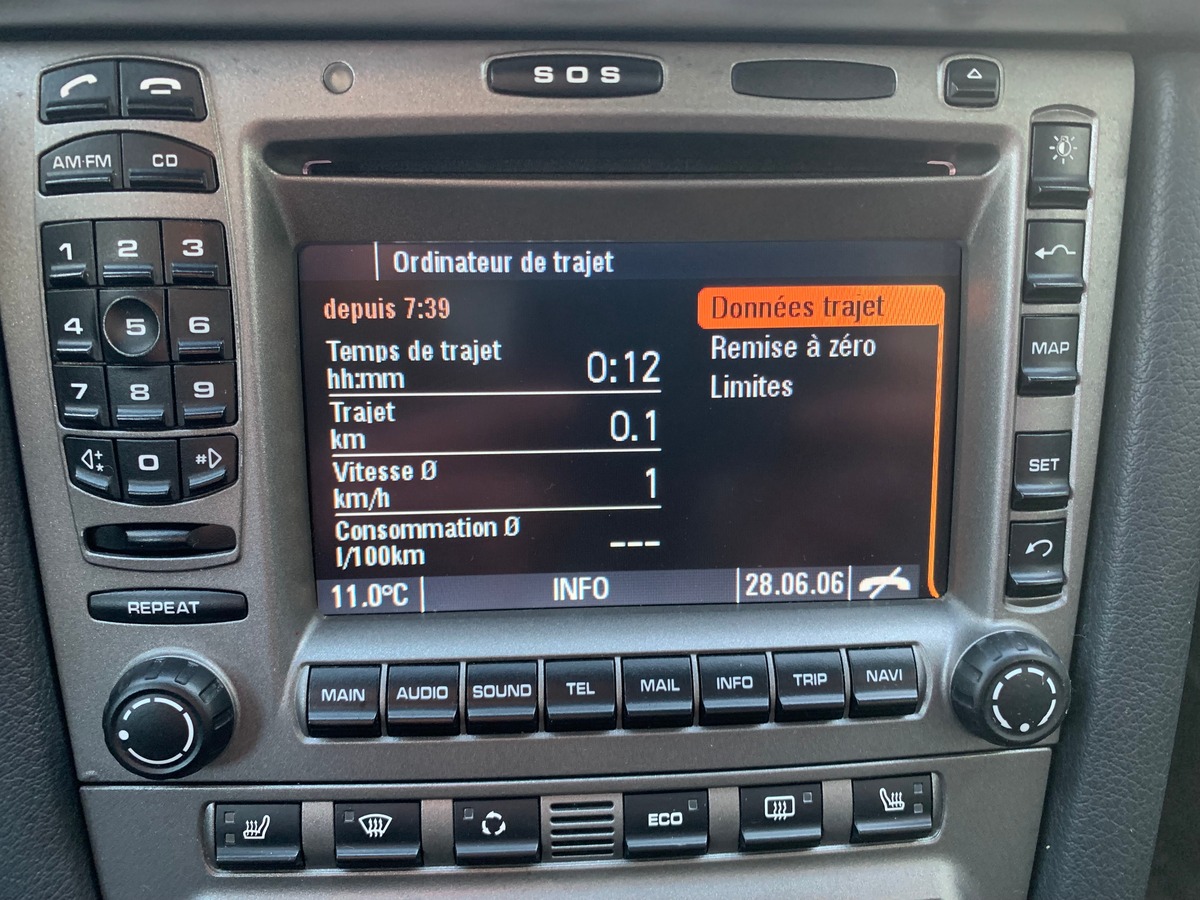 SOS
AM·FM CD
1 2 3
4 5 6
7 8 9
+
* 0 #
REPEAT
MAP
SET
Ordinateur de trajet
depuis 7:39
Données trajet
Remise à zéro
Limites
Temps de trajet
hh:mm 0:12
Trajet
km 0.1
Vitesse Ø
km/h 1
Consommation Ø
l/100km ---
11.0°C INFO 28.06.06
MAIN AUDIO SOUND TEL MAIL INFO TRIP NAVI
ECO